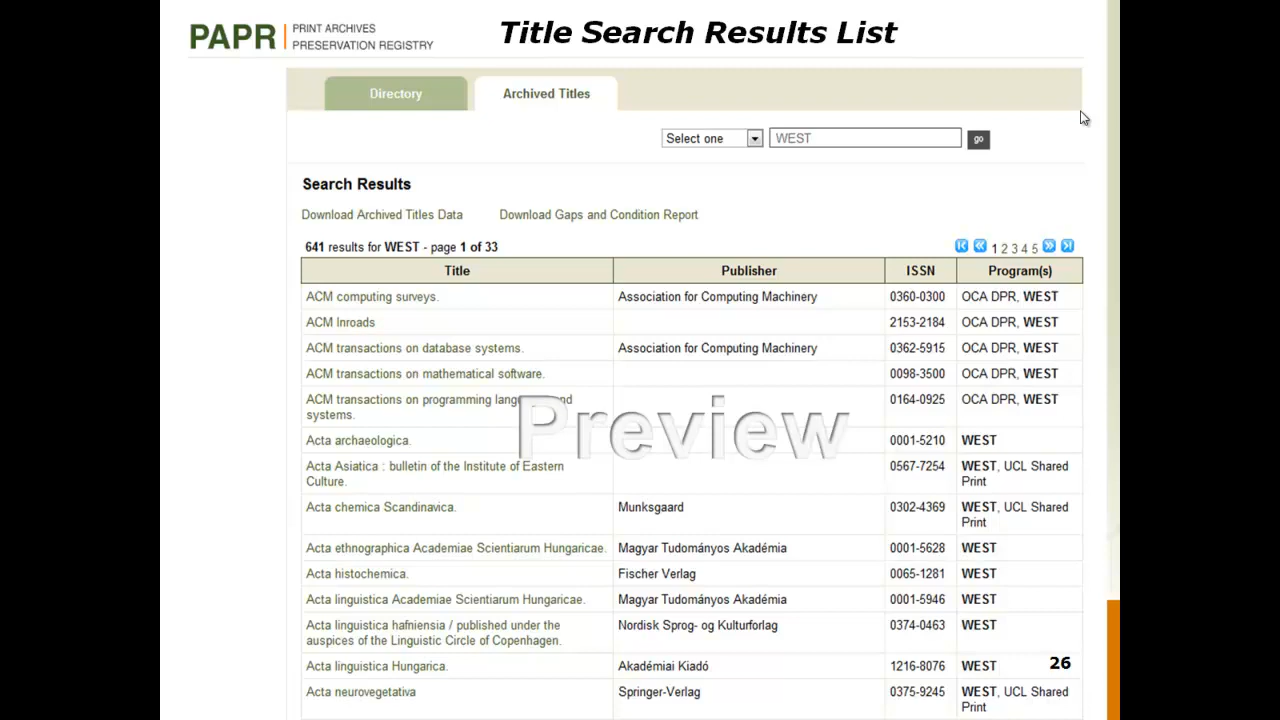 PAPR PRINT ARCHIVES
PRESERVATION REGISTRY
Title Search Results List
Directory Archived Titles
Select one WEST go
Search Results
Download Archived Titles Data Download Gaps and Condition Report
641 results for WEST - page 1 of 33 1 2 3 4 5
Title Publisher ISSN Program(s)
ACM computing surveys. Association for Computing Machinery 0360-0300 OCA DPR, WEST
ACM Inroads 2153-2184 OCA DPR, WEST
ACM transactions on database systems. Association for Computing Machinery 0362-5915 OCA DPR, WEST
ACM transactions on mathematical software. 0098-3500 OCA DPR, WEST
ACM transactions on programming languages and 0164-0925 OCA DPR, WEST
systems.
Preview
Acta archaeologica. 0001-5210 WEST
Acta Asiatica : bulletin of the Institute of Eastern 0567-7254 WEST, UCL Shared
Culture. Print
Acta chemica Scandinavica. Munksgaard 0302-4369 WEST, UCL Shared
Print
Acta ethnographica Academiae Scientiarum Hungaricae. Magyar Tudományos Akadémia 0001-5628 WEST
Acta histochemica. Fischer Verlag 0065-1281 WEST
Acta linguistica Academiae Scientiarum Hungaricae. Magyar Tudományos Akadémia 0001-5946 WEST
Acta linguistica hafniensia / published under the Nordisk Sprog- og Kulturforlag 0374-0463 WEST
auspices of the Linguistic Circle of Copenhagen.
Acta linguistica Hungarica. Akadémiai Kiadó 1216-8076 WEST
26
Acta neurovegetativa Springer-Verlag 0375-9245 WEST, UCL Shared
Print